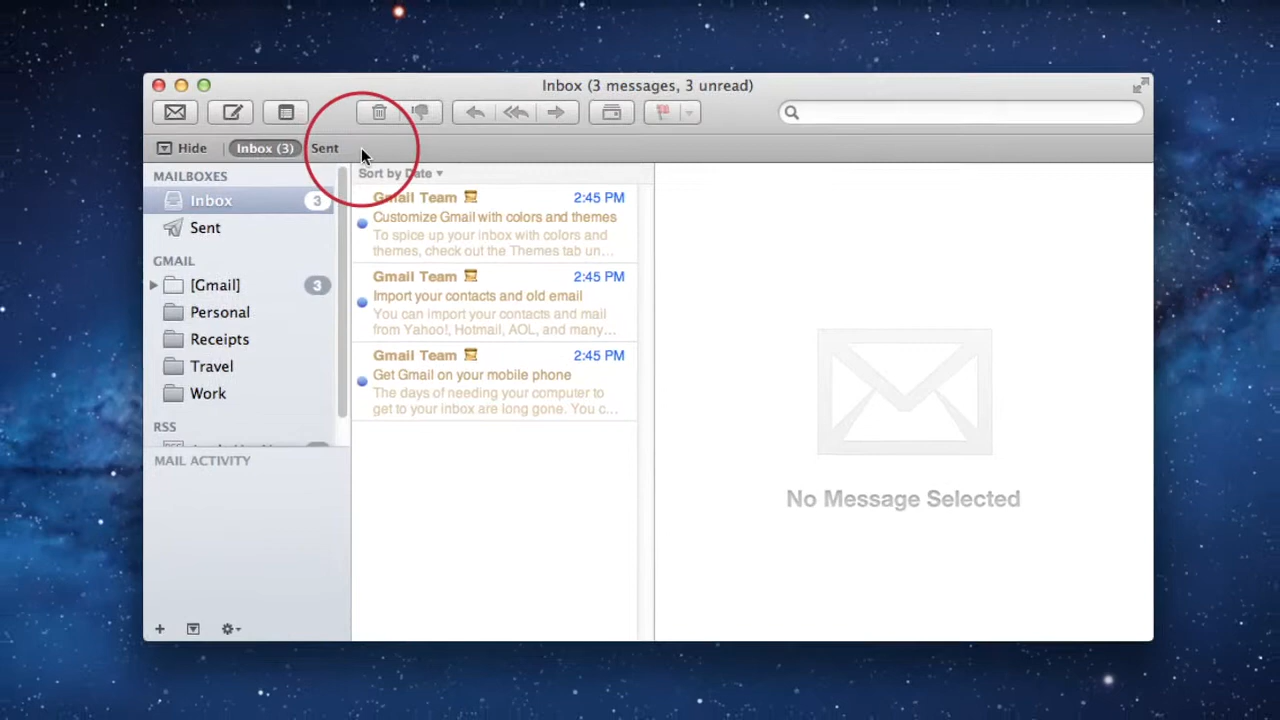 Inbox (3 messages, 3 unread)
Hide
Inbox (3)
Sent
MAILBOXES
Inbox 3
Sent
GMAIL
[Gmail] 3
Personal
Receipts
Travel
Work
RSS
MAIL ACTIVITY
Sort by Date
Gmail Team 2:45 PM
Customize Gmail with colors and themes
To spice up your inbox with colors and
themes, check out the Themes tab un...
Gmail Team 2:45 PM
Import your contacts and old email
You can import your contacts and mail
from Yahoo!, Hotmail, AOL, and many...
Gmail Team 2:45 PM
Get Gmail on your mobile phone
The days of needing your computer to
get to your inbox are long gone. You c...
No Message Selected